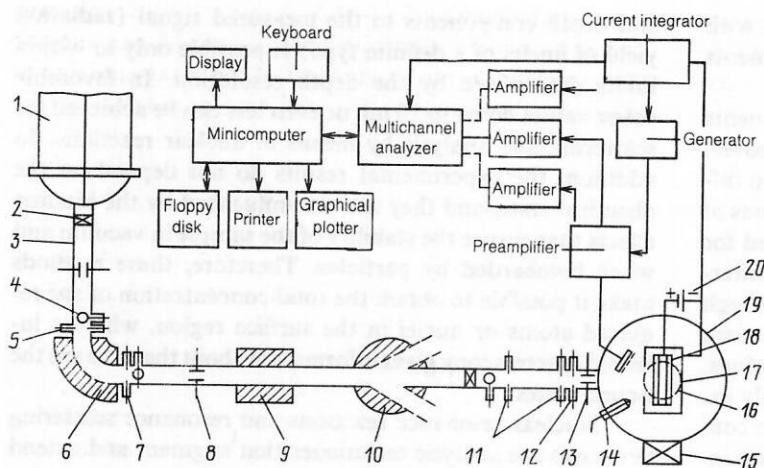 Current integrator
Keyboard
Display
Amplifier
1
Minicomputer
Multichannel
analyzer
Amplifier
Generator
Amplifier
2
3
Floppy
disk
Printer
Graphical
plotter
Preamplifier
20
4
19
18
5
17
16
6
7
8
9
10
11
12
13
14
15